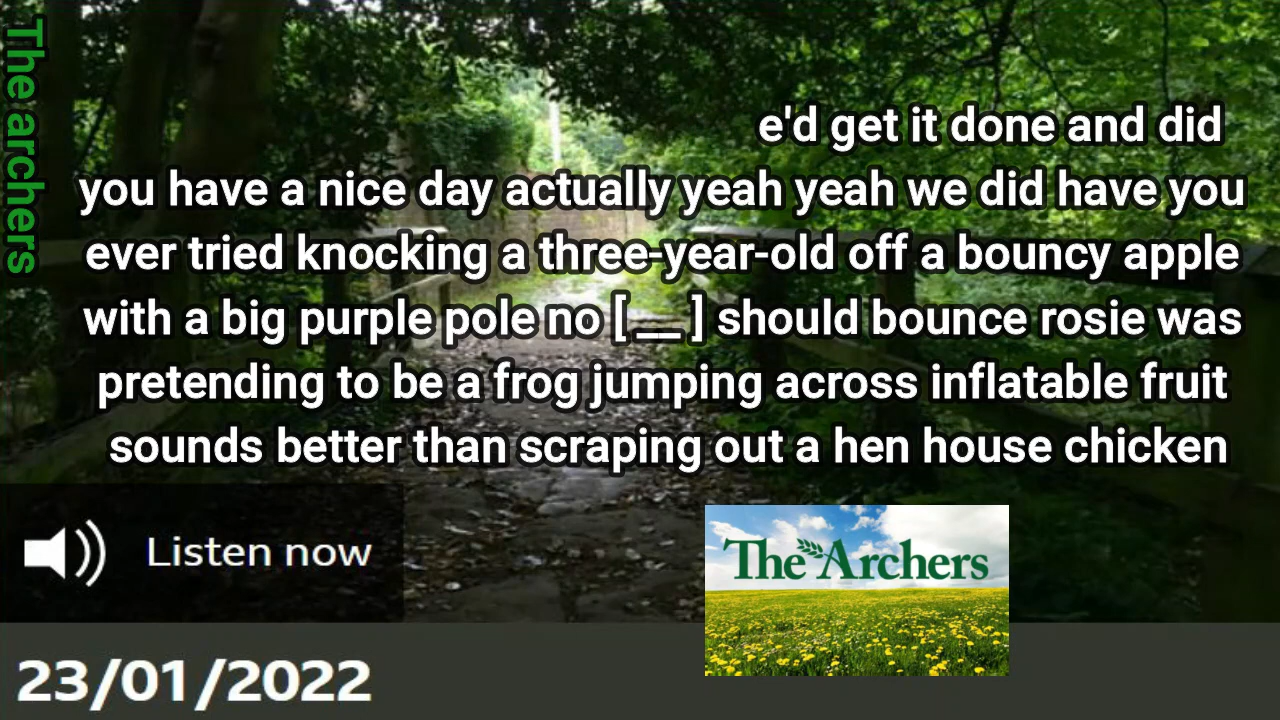 The archers
e'd get it done and did
you have a nice day actually yeah yeah we did have you
ever tried knocking a three-year-old off a bouncy apple
with a big purple pole no [ __ ] should bounce rosie was
pretending to be a frog jumping across inflatable fruit
sounds better than scraping out a hen house chicken
Listen now
The Archers
23/01/2022